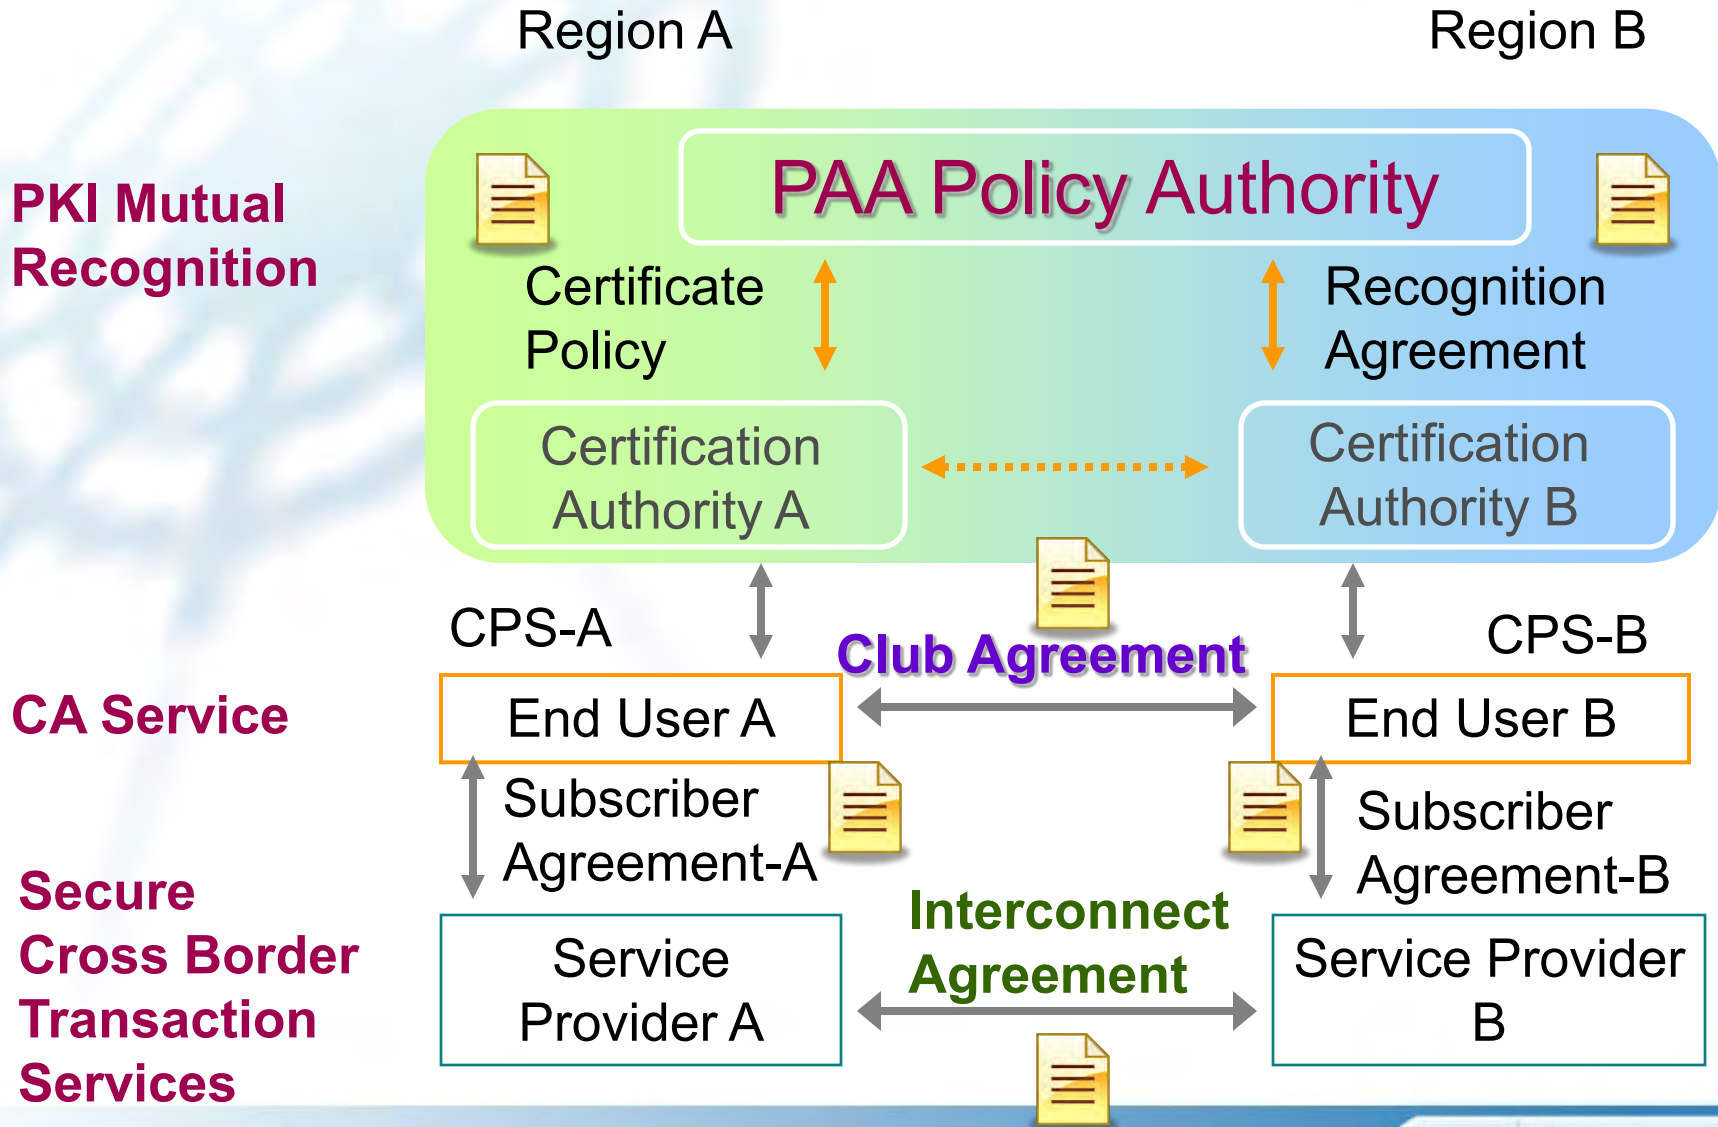 Region A
Region B
PKI Mutual
Recognition
PAA Policy Authority
Certificate
Policy
Recognition
Agreement
Certification
Authority A
Certification
Authority B
CPS-A
Club Agreement
CPS-B
CA Service
End User A
End User B
Subscriber
Agreement-A
Subscriber
Agreement-B
Secure
Cross Border
Transaction
Services
Interconnect
Agreement
Service
Provider A
Service Provider
B